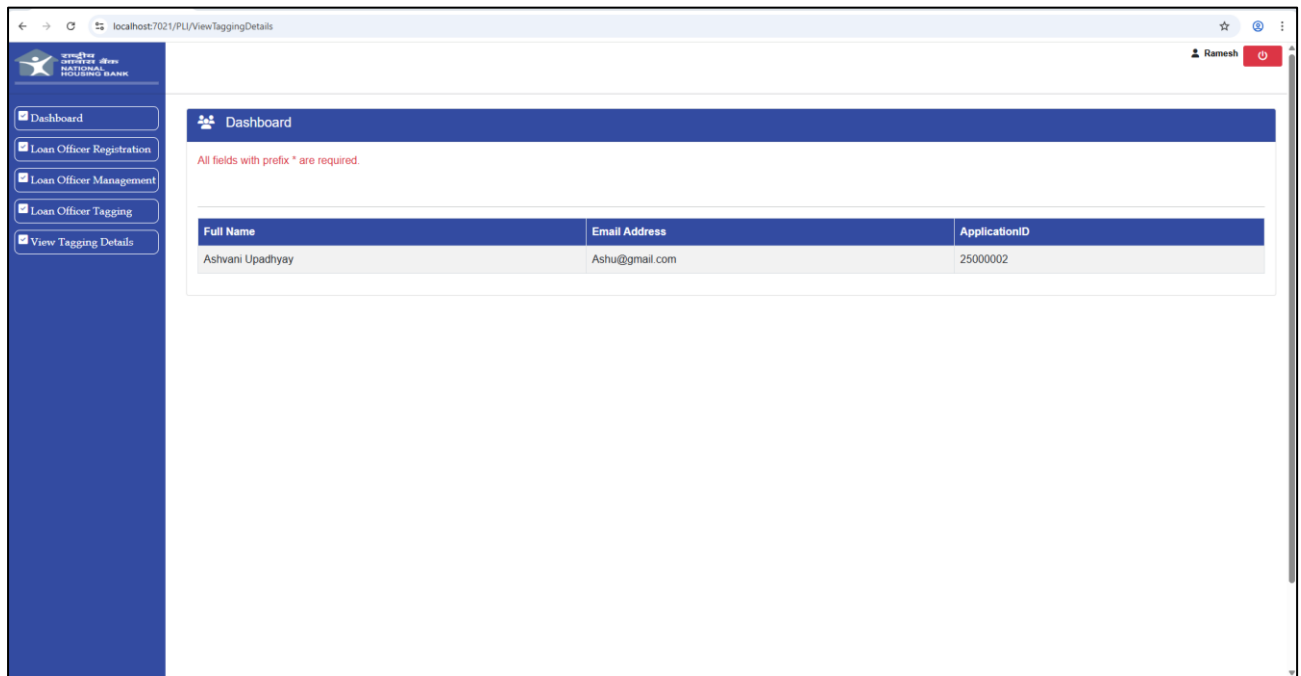 localhost:7021/PLI/ViewTaggingDetails
राष्ट्रीय
आवास बैंक
NATIONAL
HOUSING BANK
Ramesh
Dashboard
Loan Officer Registration
Loan Officer Management
Loan Officer Tagging
View Tagging Details
Dashboard
All fields with prefix * are required.
Full Name Email Address ApplicationID
Ashvani Upadhyay Ashu@gmail.com 25000002